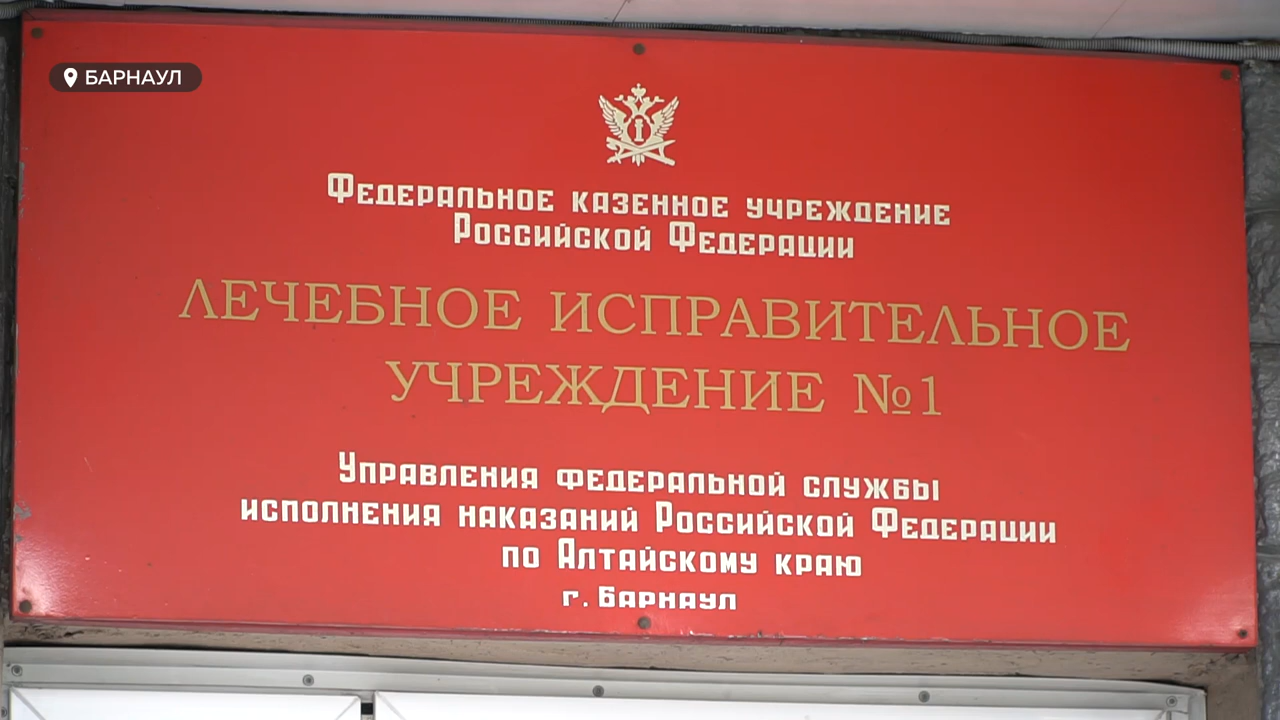 БАРНАУЛ
Федеральное казенное учреждение
Российской Федерации
ЛЕЧЕБНОЕ ИСПРАВИТЕЛЬНОЕ
УЧРЕЖДЕНИЕ №1
Управления федеральной службы
исполнения наказаний Российской Федерации
по Алтайскому краю
г. Барнаул